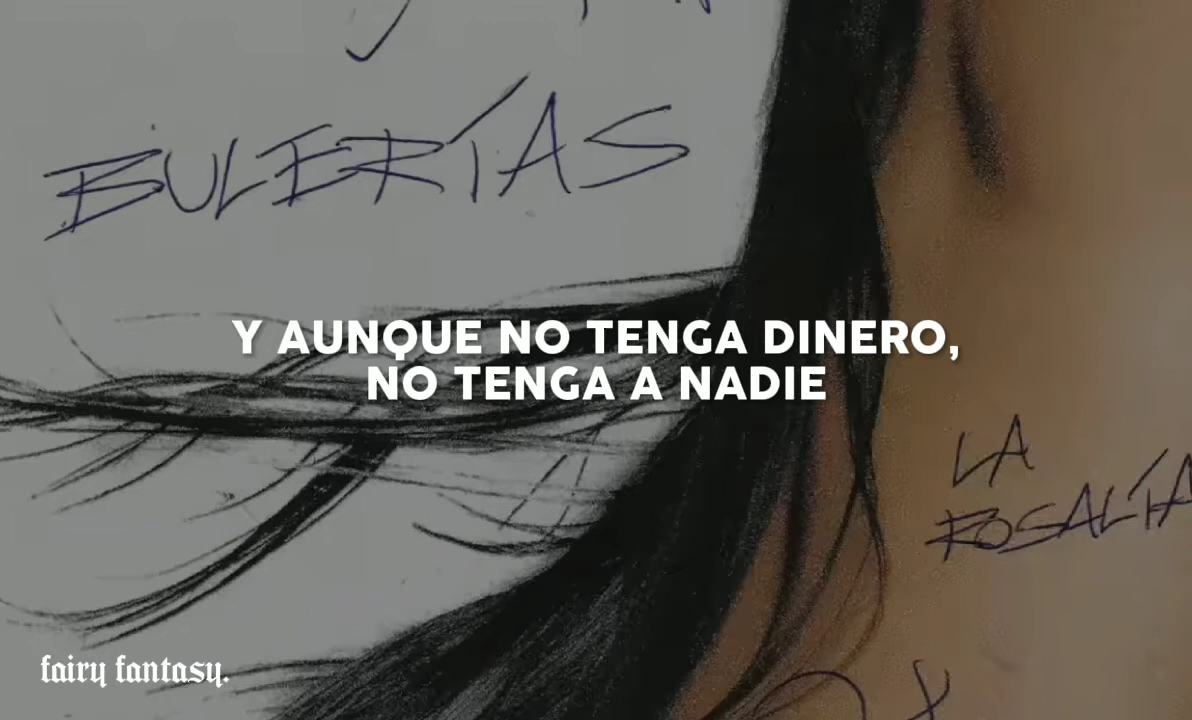 BULERÍAS
Y AUNQUE NO TENGA DINERO,
NO TENGA A NADIE
LA
ROSALÍA
fairy fantasy.